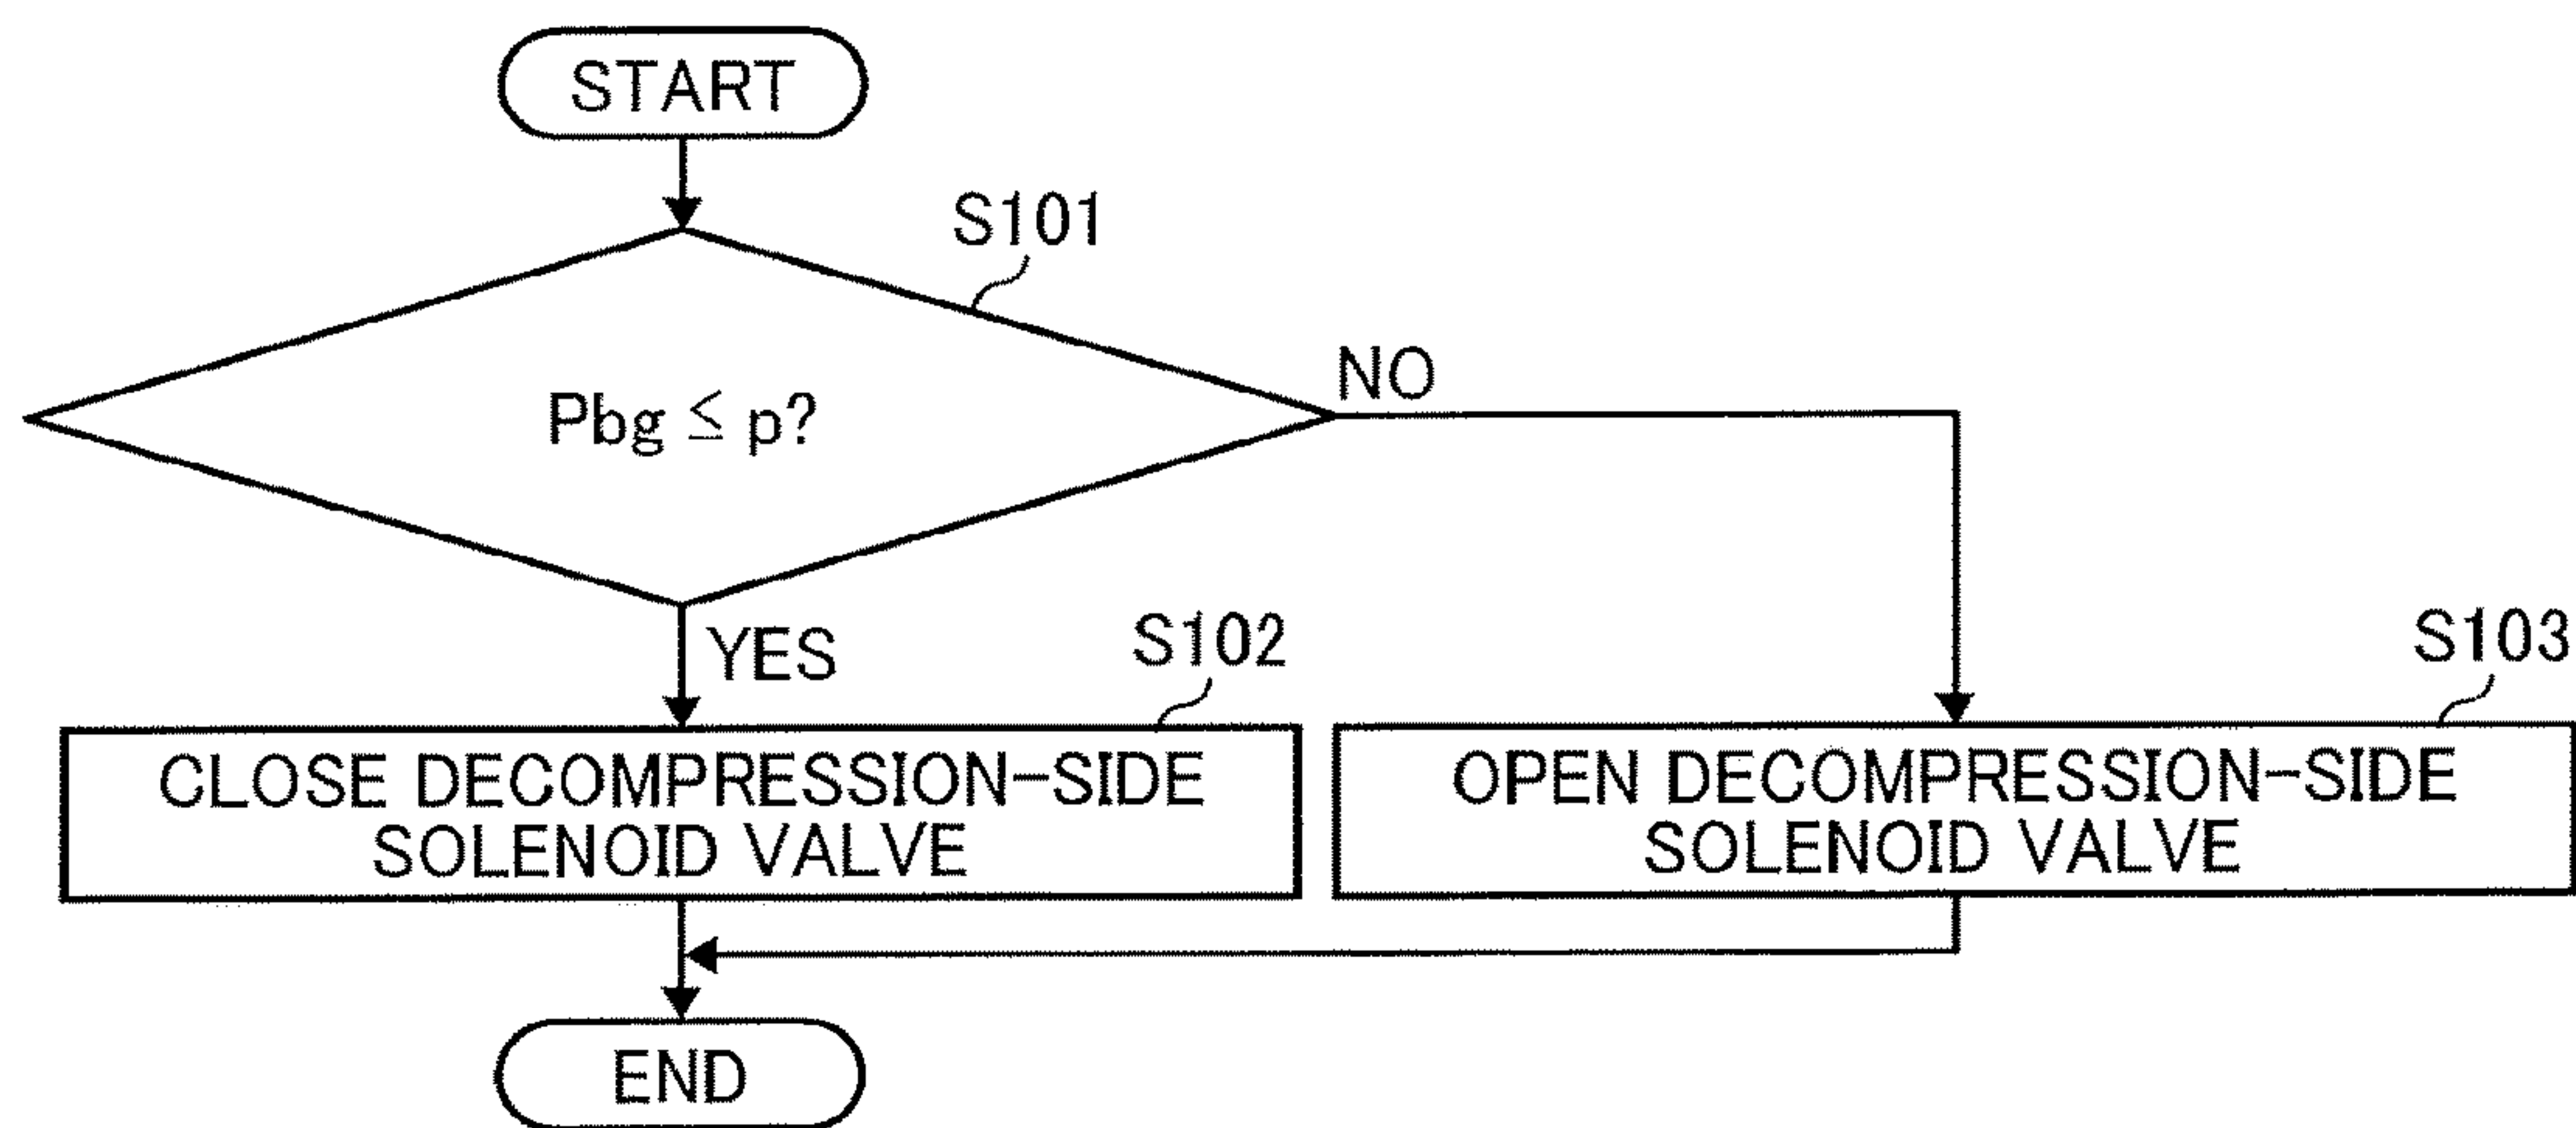 START
S101
NO
Pbg ≦ p?
YES
S102
S103
CLOSE DECOMPRESSION-SIDE
SOLENOID VALVE
OPEN DECOMPRESSION-SIDE
SOLENOID VALVE
END